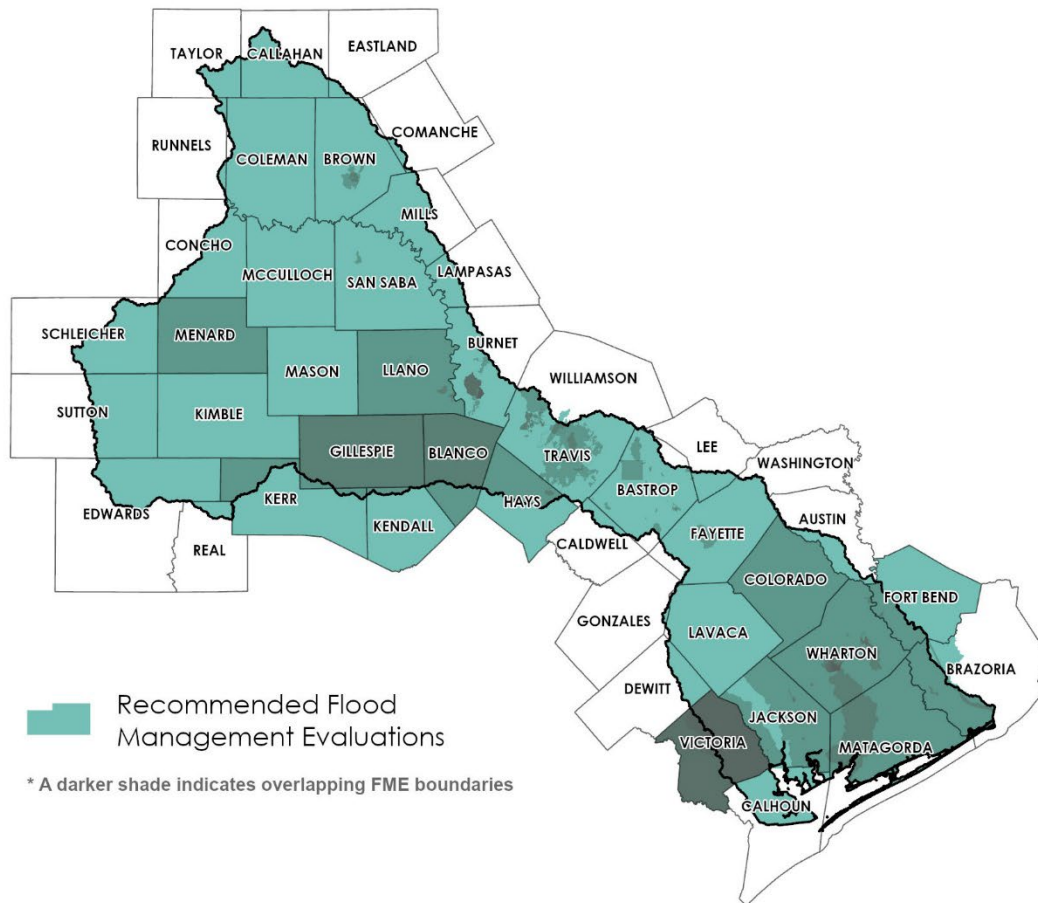 TAYLOR
CALLAHAN
EASTLAND
RUNNELS
COLEMAN
BROWN
COMANCHE
MILLS
CONCHO
MCCULLOCH
SAN SABA
LAMPASAS
SCHLEICHER
MENARD
BURNET
MASON
LLANO
WILLIAMSON
SUTTON
KIMBLE
GILLESPIE
BLANCO
TRAVIS
LEE
WASHINGTON
EDWARDS
KERR
HAYS
BASTROP
KENDALL
AUSTIN
REAL
CALDWELL
FAYETTE
COLORADO
FORT BEND
GONZALES
LAVACA
WHARTON
BRAZORIA
DEWITT
JACKSON
VICTORIA
MATAGORDA
CALHOUN
Recommended Flood
Management Evaluations
* A darker shade indicates overlapping FME boundaries